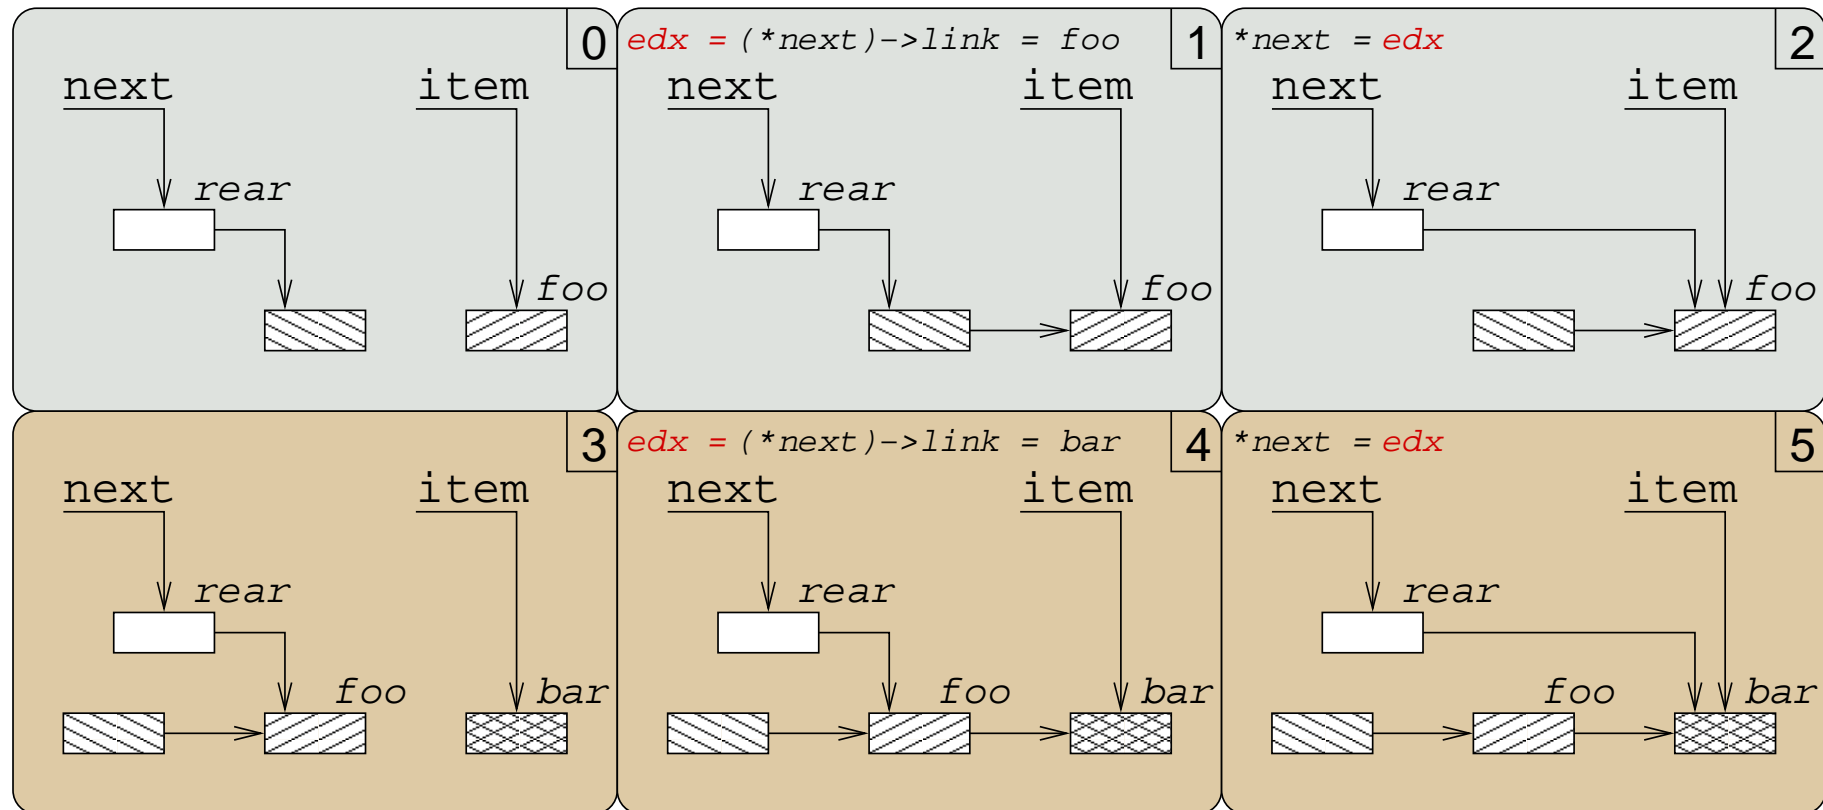 0
next item
rear
foo
edx = (*next)->link = foo 1
next item
rear
foo
*next = edx 2
next item
rear
foo
3
next item
rear
foo bar
edx = (*next)->link = bar 4
next item
rear
foo bar
*next = edx 5
next item
rear
foo bar